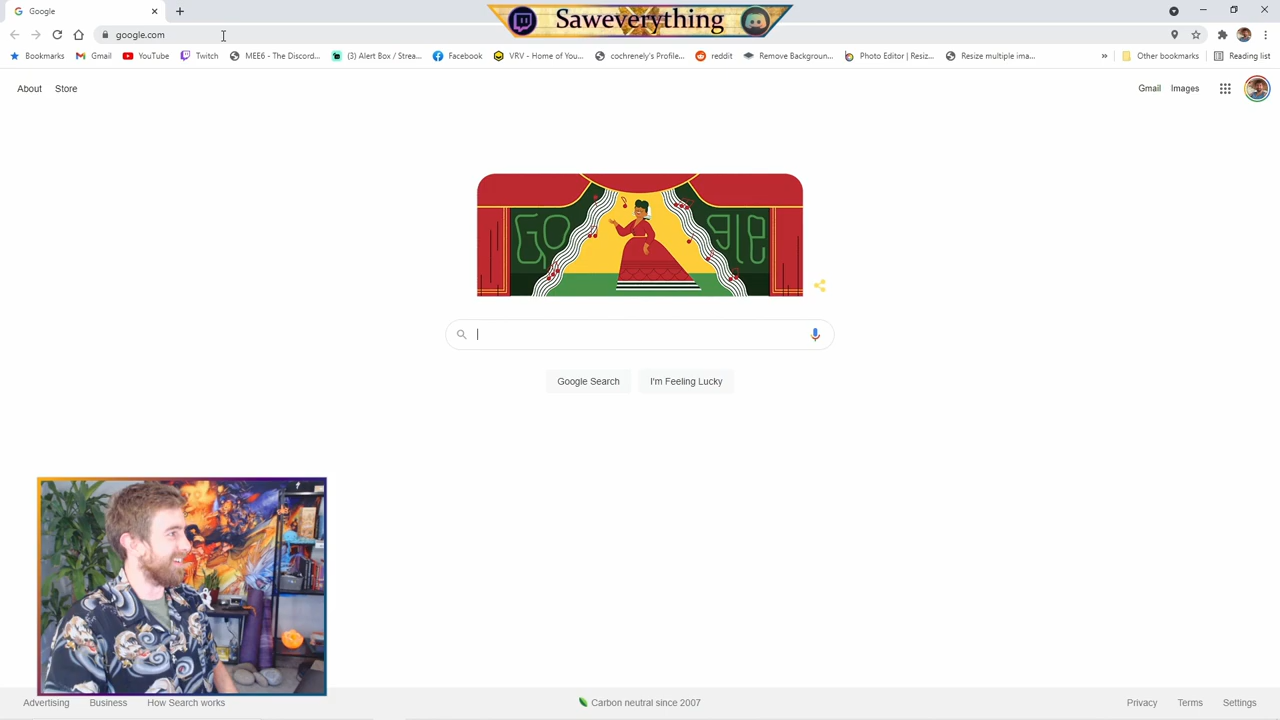 Google
Saweverything
google.com
Bookmarks
Gmail
YouTube
Twitch
MEE6 - The Discord...
(3) Alert Box / Strea...
Facebook
VRV - Home of You...
cochrenely's Profile...
reddit
Remove Backgroun...
Photo Editor | Resiz...
Resize multiple ima...
»
Other bookmarks
Reading list
About
Store
Gmail
Images
Google Search
I'm Feeling Lucky
Advertising
Business
How Search works
Carbon neutral since 2007
Privacy
Terms
Settings